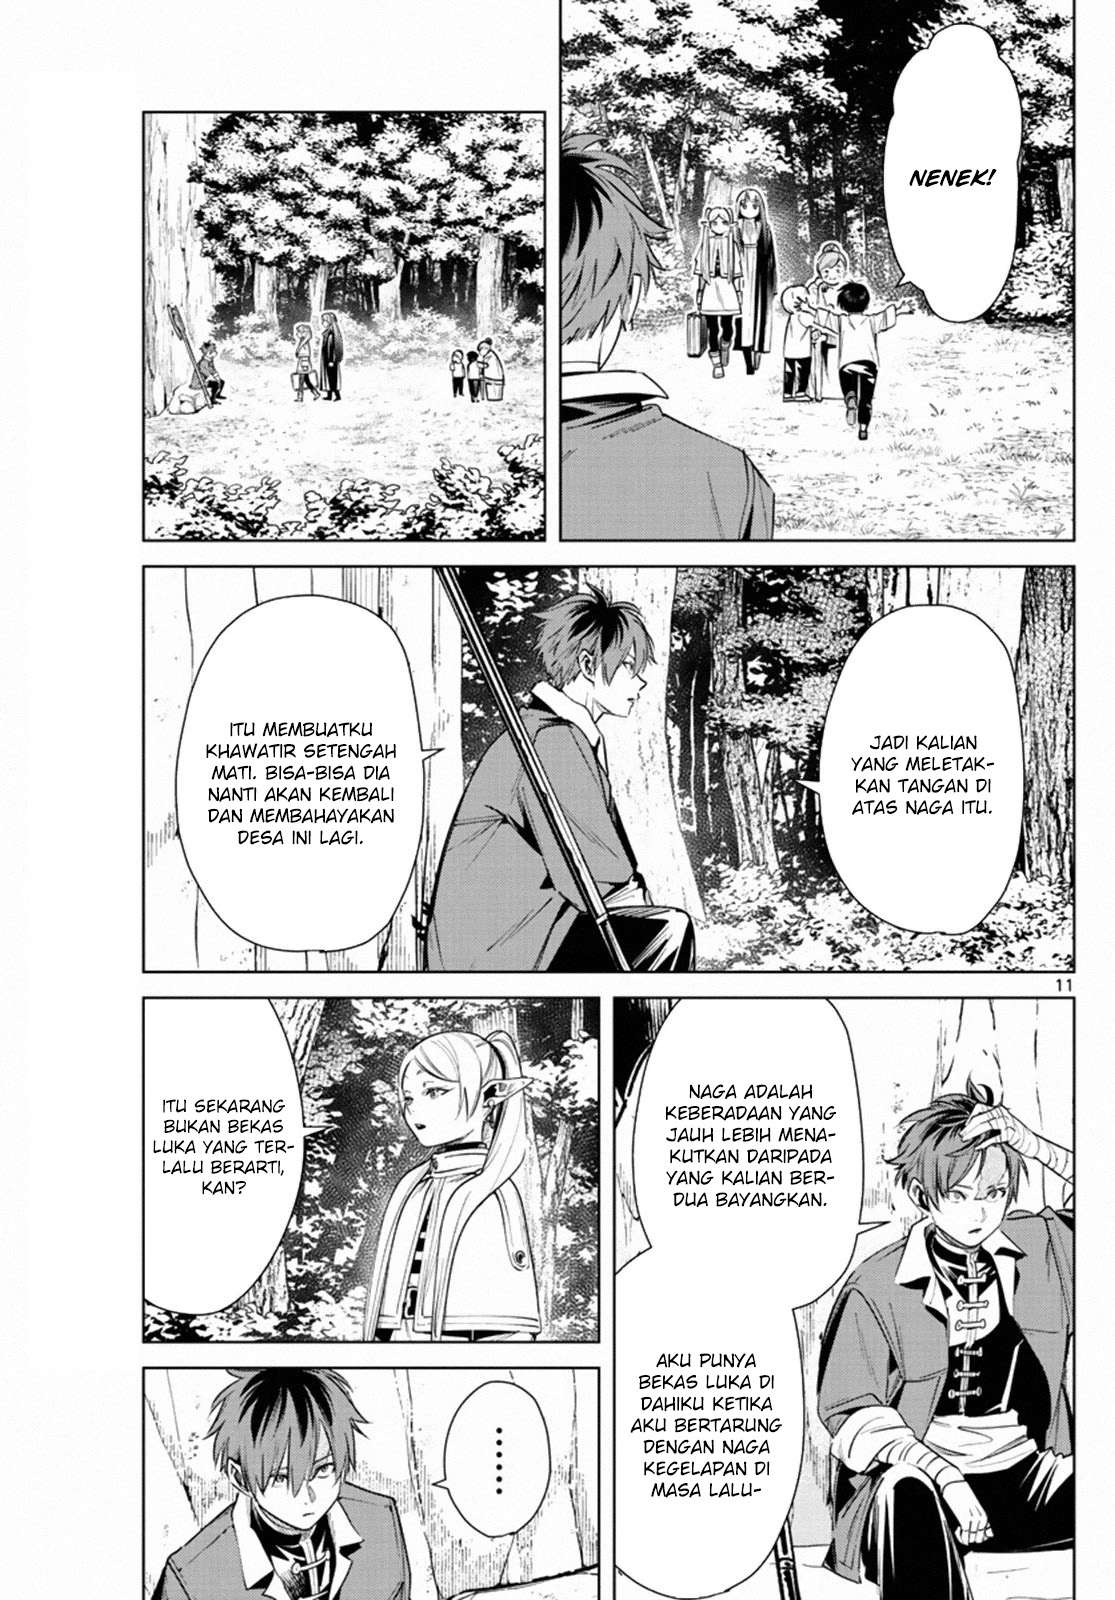 NENEK!
JADI KALIAN
YANG MELETAK-
KAN TANGAN DI
ATAS NAGA ITU.
ITU MEMBUATKU
KHAWATIR SETENGAH
MATI. BISA-BISA DIA
NANTI AKAN KEMBALI
DAN MEMBAHAYAKAN
DESA INI LAGI.
11
NAGA ADALAH
KEBERADAAN YANG
JAUH LEBIH MENA-
KUTKAN DARIPADA
YANG KALIAN BER-
DUA BAYANGKAN.
AKU PUNYA
BEKAS LUKA DI
DAHIKU KETIKA
AKU BERTARUNG
DENGAN NAGA
KEGELAPAN DI
MASA LALU-
ITU SEKARANG
BUKAN BEKAS
LUKA YANG TER-
LALU BERARTI,
KAN?
......